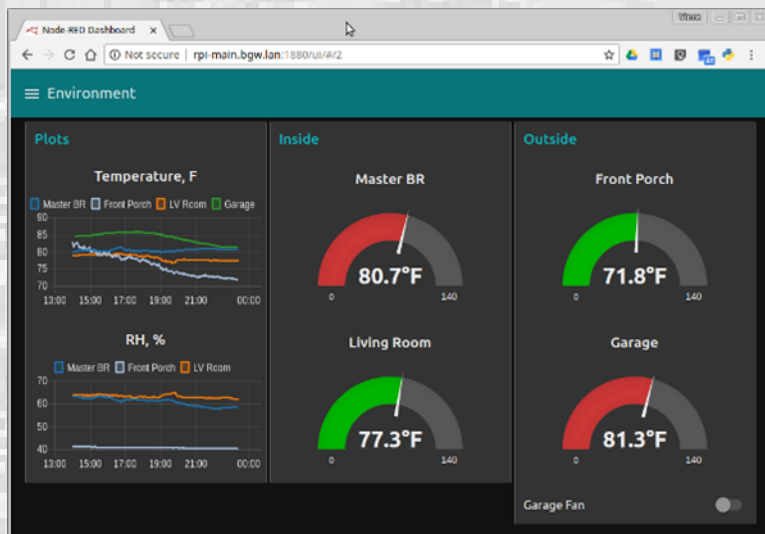 Node-RED Dashboard
Vinso
Not secure | rpi-main.bgw.lan:1880/ui/#/2
Environment
Plots
Temperature, F
Master BR Front Porch LV Room Garage
90
85
80
75
70
13:00 15:00 17:00 19:00 21:00 00:00
RH, %
Master BR Front Porch LV Room
70
60
50
40
13:00 15:00 17:00 19:00 21:00 00:00
Inside
Master BR
80.7°F
0 140
Living Room
77.3°F
0 140
Outside
Front Porch
71.8°F
0 140
Garage
81.3°F
0 140
Garage Fan